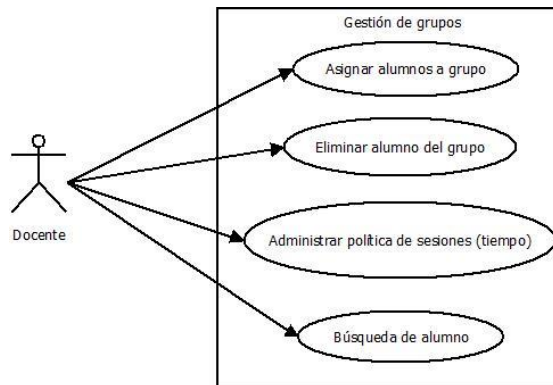 Gestión de grupos
Asignar alumnos a grupo
Eliminar alumno del grupo
Docente
Administrar política de sesiones (tiempo)
Búsqueda de alumno